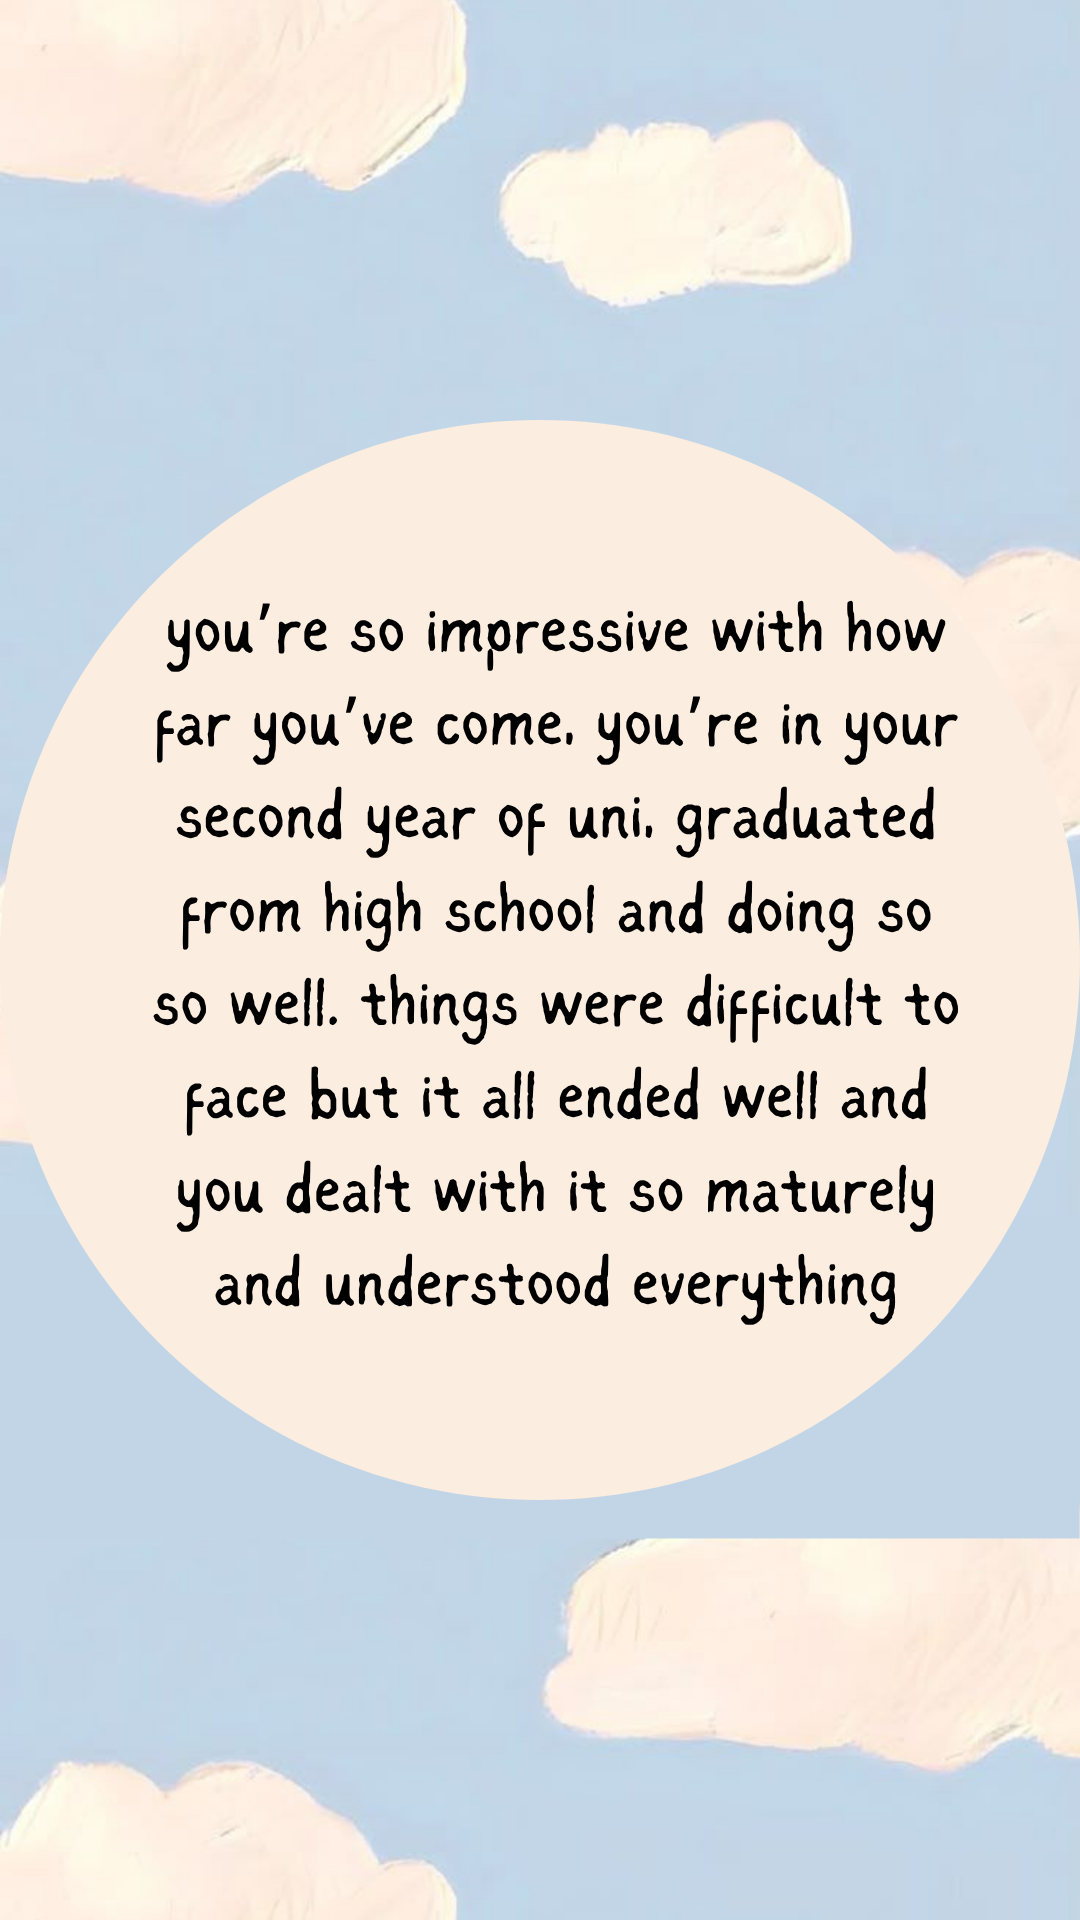 you're so impressive with how
far you've come, you're in your
second year of uni, graduated
from high school and doing so
so well. things were difficult to
face but it all ended well and
you dealt with it so maturely
and understood everything